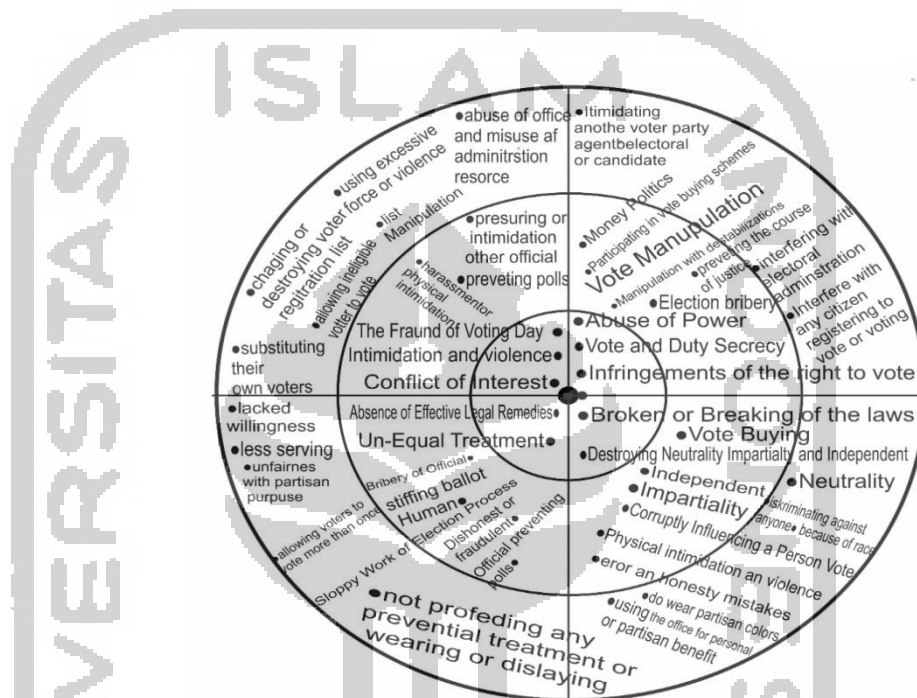 ISLAM
VERSITAS
abuse of office
and misuse af
adminitrstion
resorce
using excessive
force or violence
chaging or
destroying voter
regitration list
list
Manipulation
allowing ineligible
votter to vote
presuring or
intimidation
other official
preveting polls
harassmentor
physical
intimidation
The Fraund of Voting Day
Intimidation and violence
Conflict of Interest
substituting
their
own voters
Itimidating
anothe voter party
agentbelectoral
or candidate
Money Politics
Participating in vote buying schemes
Vote Manupulation
Manipulation with destabilizations
preveting the course
of justice
interfering with
electoral
adminstration
Interfere with
any citizen
registering to
vote or voting
Election bribery
Abuse of Power
Vote and Duty Secrecy
Infringements of the right to vote
lacked
willingness
less serving
unfairnes
with partisan
purpuse
Absence of Effective Legal Remedies
Un-Equal Treatment
Bribery of Official
stiffing ballot
Human
Sloppy Work of Election Process
Dishonest or
fraudulent
Official preventing
polls
allowing voters to
vote more than once
not profeding any
prevential treatment or
wearing or dislaying
Broken or Breaking of the laws
Vote Buying
Destroying Neutrality Impartialty and Independent
Independent
Impartiality
Neutrality
Corruptly Influencing a Person Vote
anyone because of race
Physical intimidation an violence
eror an honesty mistakes
do wear partisan colors
using the office for personal
or partisan benefit